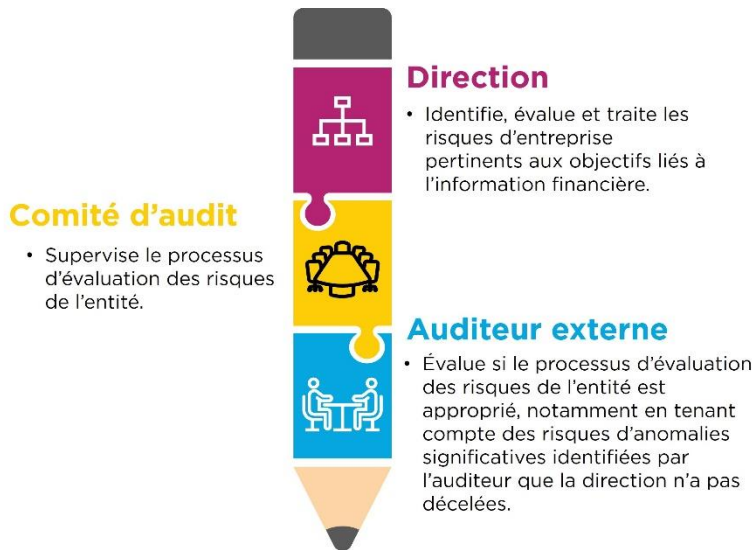 Direction
• Identifie, évalue et traite les
risques d'entreprise
pertinents aux objectifs liés à
l'information financière.
Comité d'audit
• Supervise le processus
d'évaluation des risques
de l'entité.
Auditeur externe
• Évalue si le processus d'évaluation
des risques de l'entité est
approprié, notamment en tenant
compte des risques d'anomalies
significatives identifiées par
l'auditeur que la direction n'a pas
décelées.